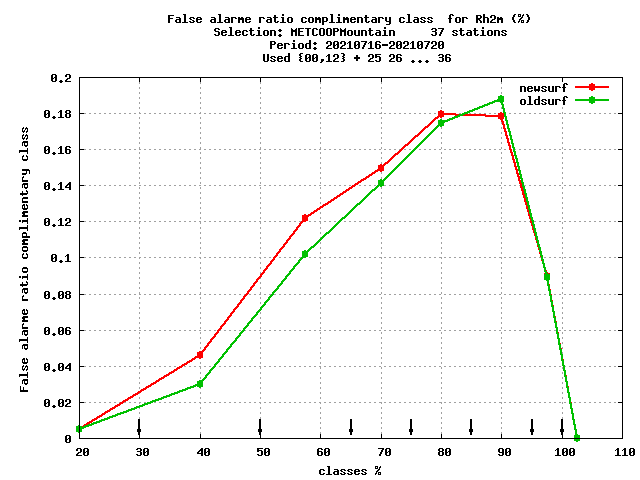 False alarme ratio complimentary class  for Rh2m (%)
Selection: METCOOPMountain     37 stations
Period: 20210716-20210720
Used {00,12} + 25 26 ... 36
newsurf
oldsurf
False alarme ratio complimentary class
0.2
0.18
0.16
0.14
0.12
0.1
0.08
0.06
0.04
0.02
0
20 30 40 50 60 70 80 90 100 110
classes %